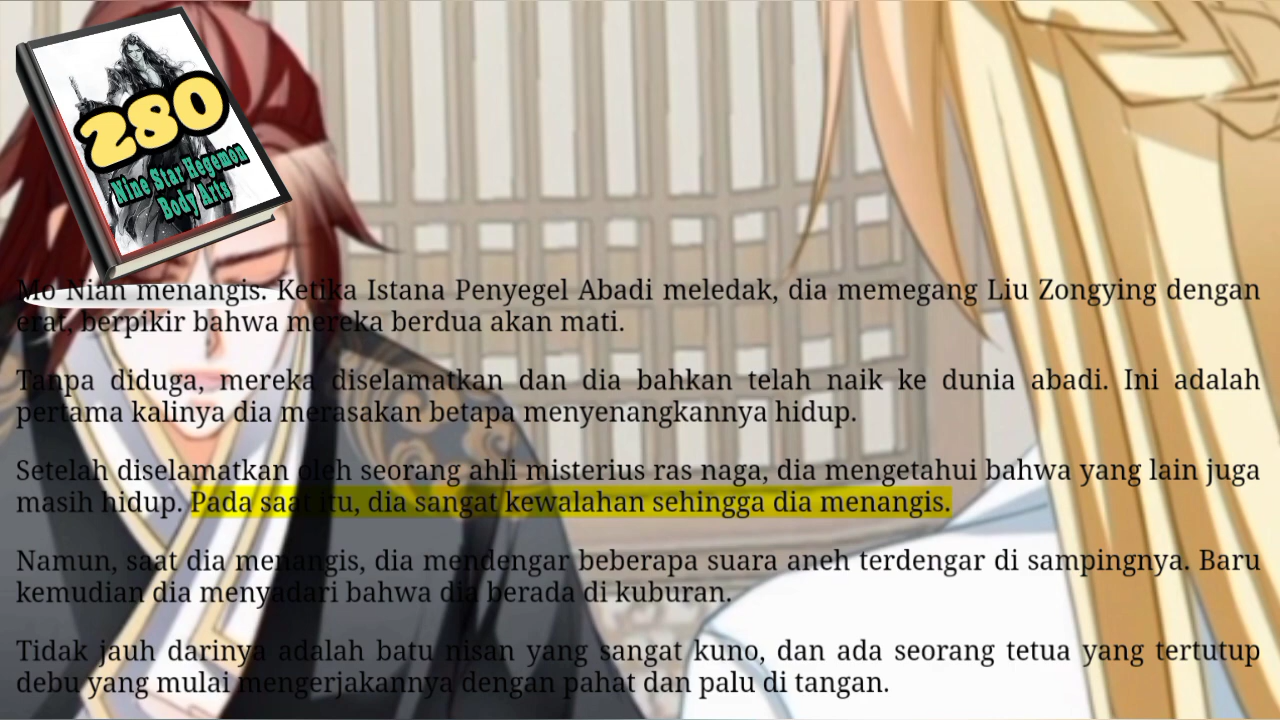 280
Nine Star Hegemon
Body Arts
Mo Nian menangis. Ketika Istana Penyegel Abadi meledak, dia memegang Liu Zongying dengan
erat, berpikir bahwa mereka berdua akan mati.
Tanpa diduga, mereka diselamatkan dan dia bahkan telah naik ke dunia abadi. Ini adalah
pertama kalinya dia merasakan betapa menyenangkannya hidup.
Setelah diselamatkan oleh seorang ahli misterius ras naga, dia mengetahui bahwa yang lain juga
masih hidup. Pada saat itu, dia sangat kewalahan sehingga dia menangis.
Namun, saat dia menangis, dia mendengar beberapa suara aneh terdengar di sampingnya. Baru
kemudian dia menyadari bahwa dia berada di kuburan.
Tidak jauh darinya adalah batu nisan yang sangat kuno, dan ada seorang tetua yang tertutup
debu yang mulai mengerjakannya dengan pahat dan palu di tangan.